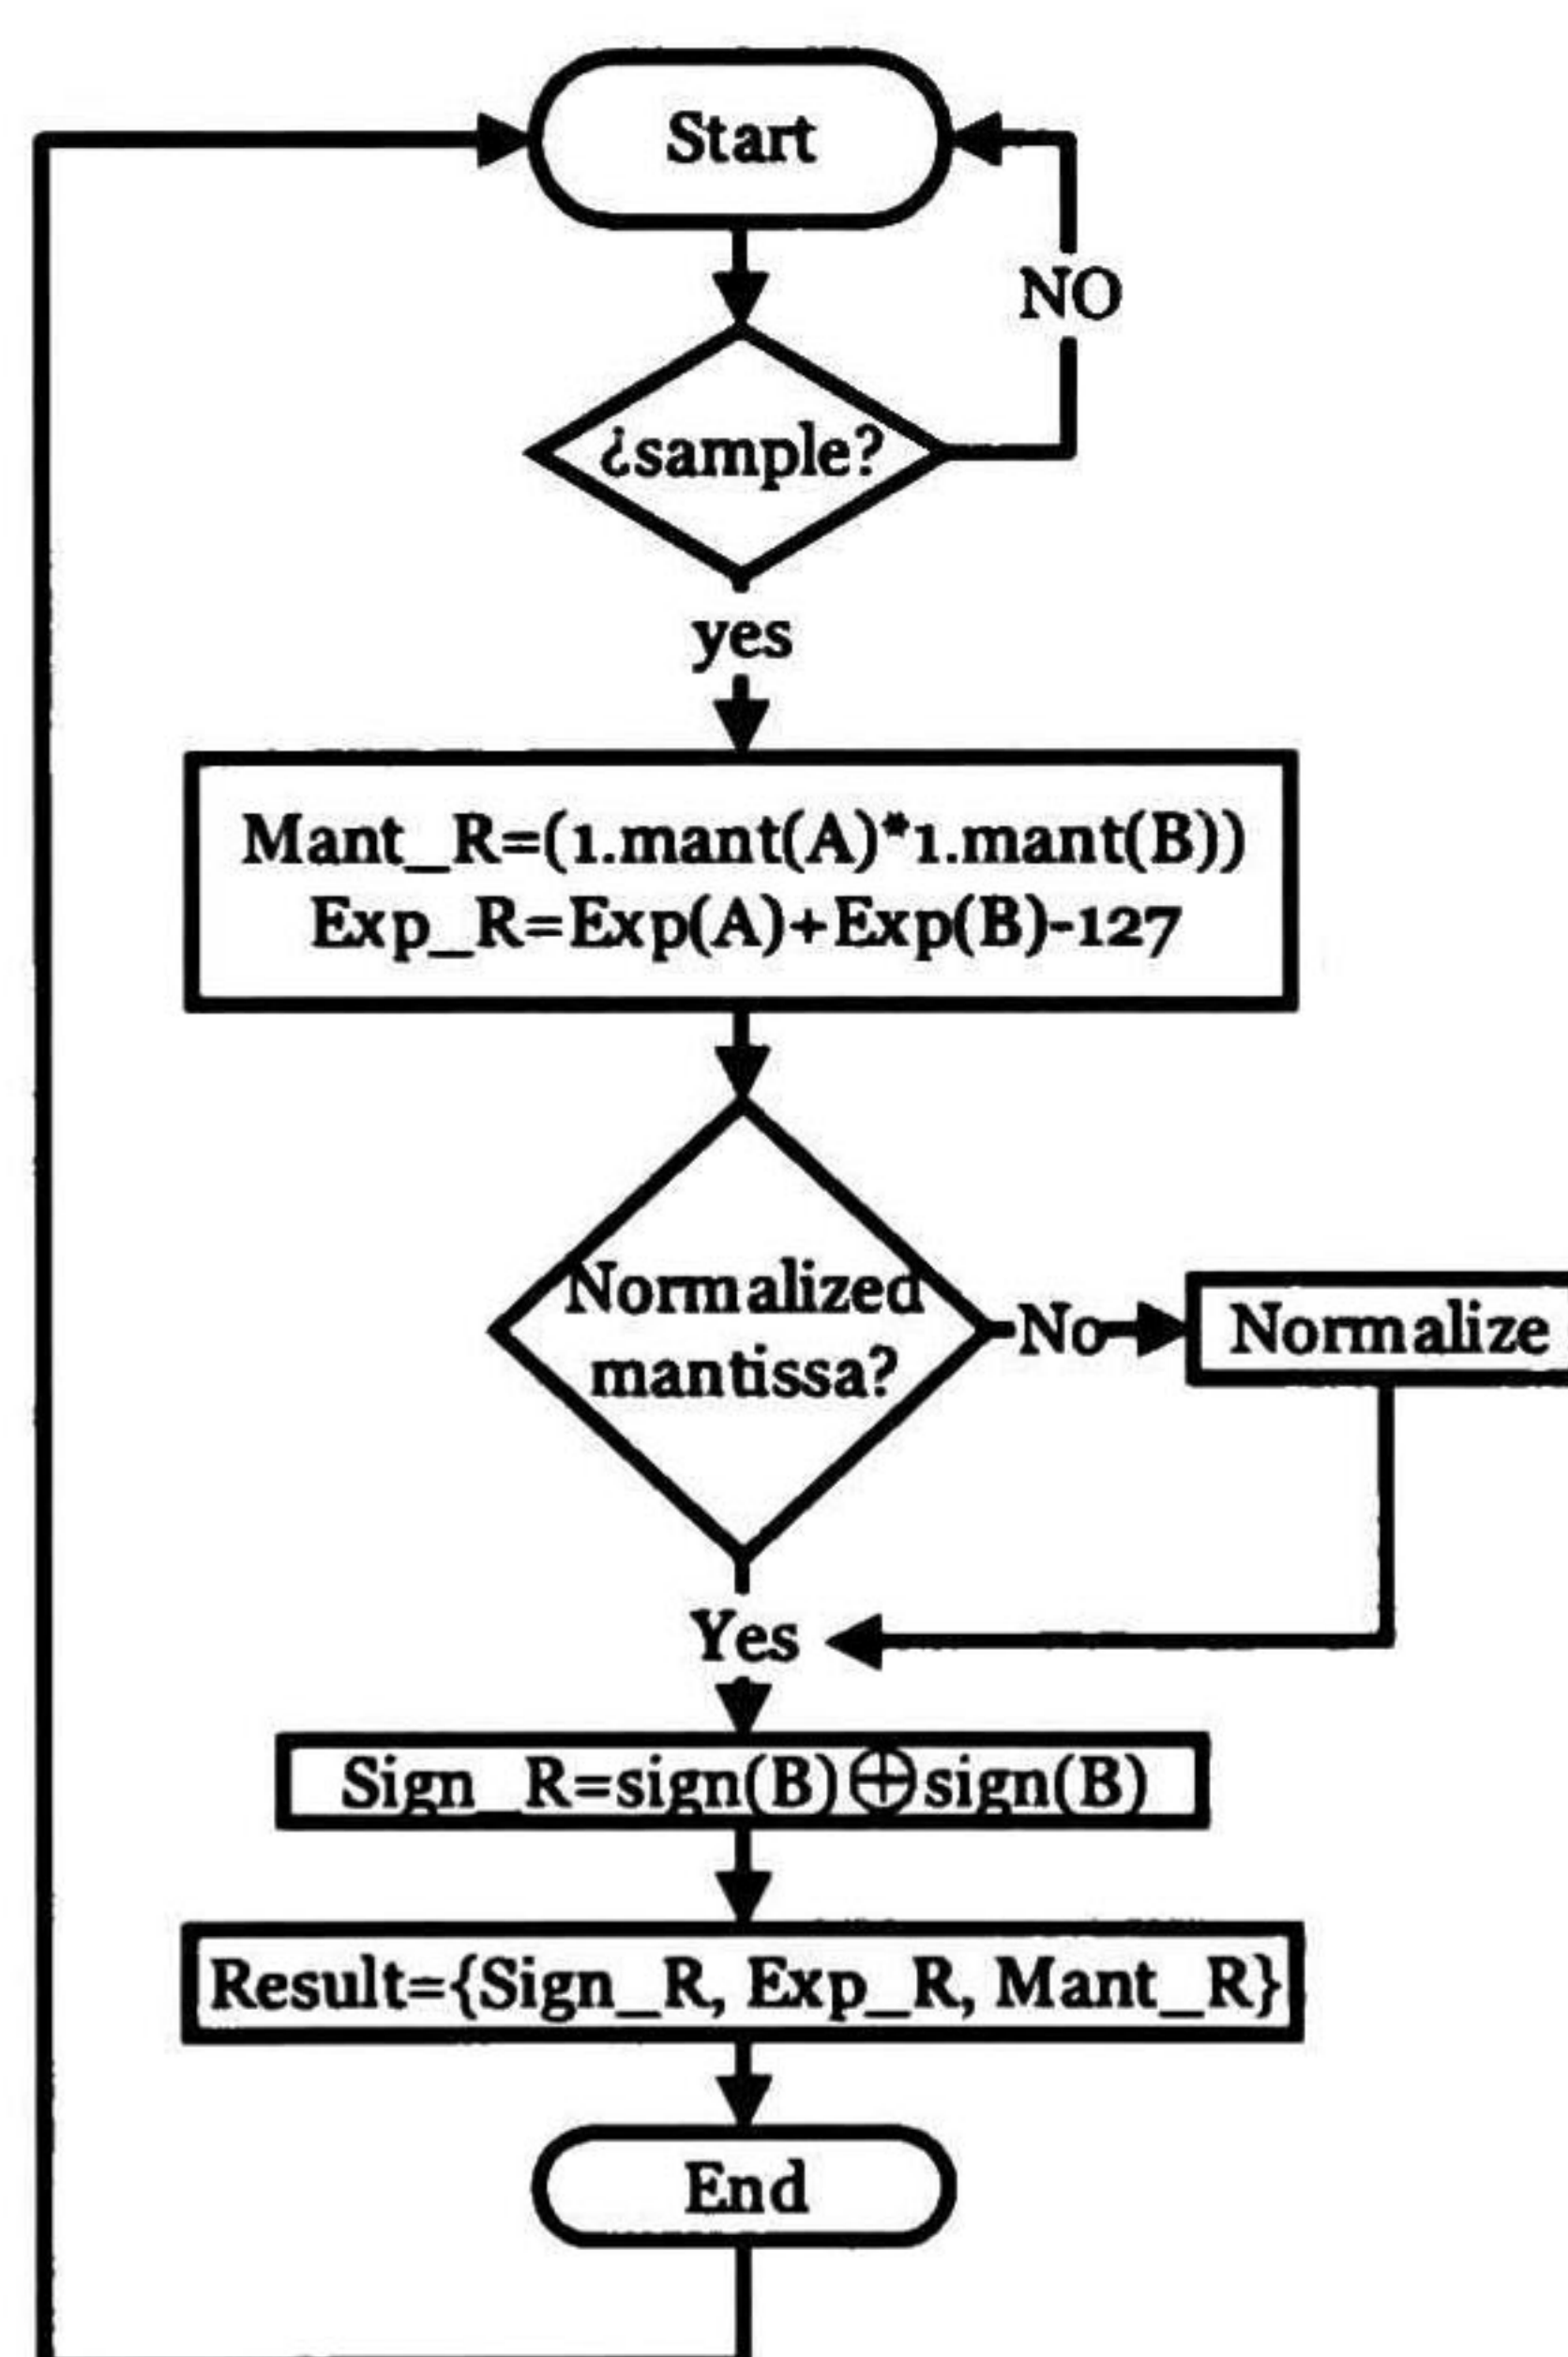 Start
NO
¿sample?
yes
Mant_R=(1.mant(A)*1.mant(B))
Exp_R=Exp(A)+Exp(B)-127
Normalized
mantissa?
No
Normalize
Yes
Sign_R=sign(B)⊕sign(B)
Result={Sign_R, Exp_R, Mant_R}
End